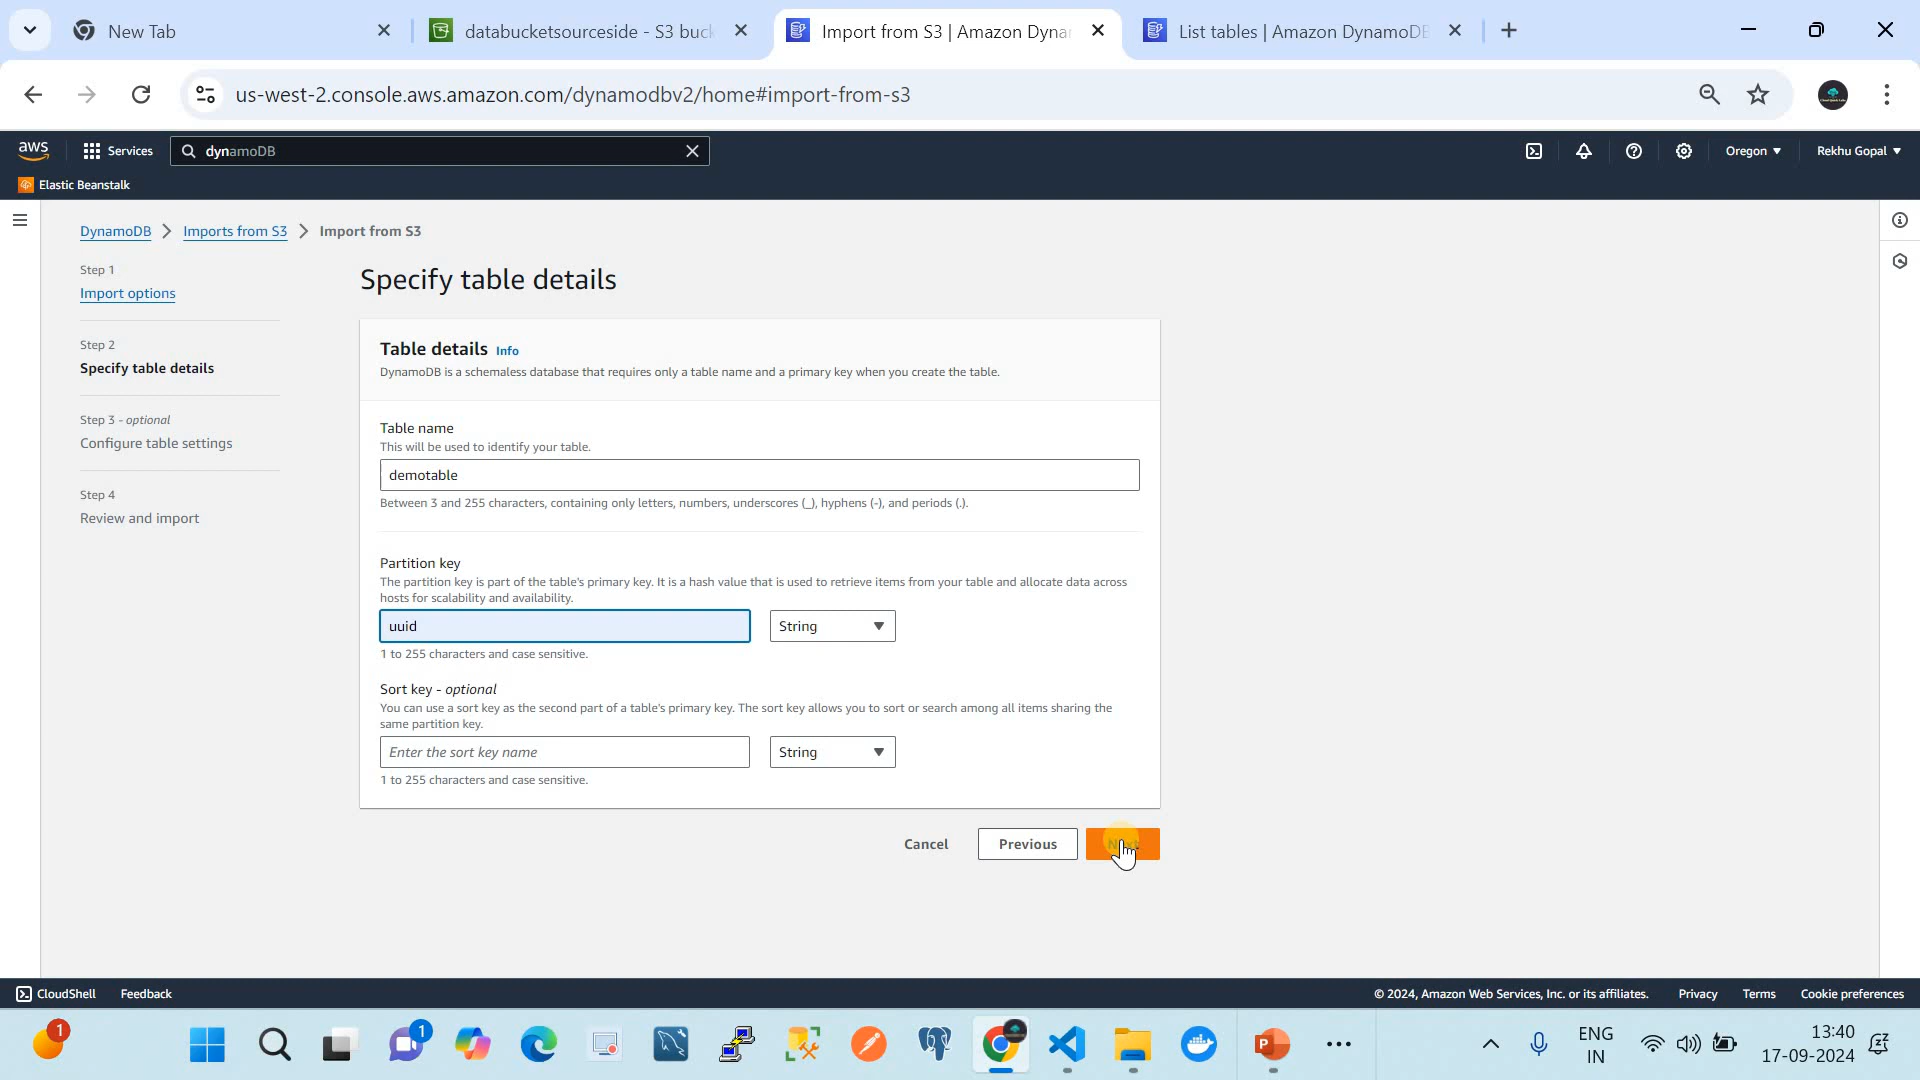 New Tab
databucketsourceside - S3 buc
Import from S3 | Amazon Dyna
List tables | Amazon DynamoDB
us-west-2.console.aws.amazon.com/dynamodbv2/home#import-from-s3
aws
Services
dynamoDB
Oregon
Rekhu Gopal
Elastic Beanstalk
DynamoDB
Imports from S3
Import from S3
Step 1
Import options
Step 2
Specify table details
Step 3 - optional
Configure table settings
Step 4
Review and import
Specify table details
Table details Info
DynamoDB is a schemaless database that requires only a table name and a primary key when you create the table.
Table name
This will be used to identify your table.
demotable
Between 3 and 255 characters, containing only letters, numbers, underscores (_), hyphens (-), and periods (.).
Partition key
The partition key is part of the table's primary key. It is a hash value that is used to retrieve items from your table and allocate data across
hosts for scalability and availability.
uuid
String
1 to 255 characters and case sensitive.
Sort key - optional
You can use a sort key as the second part of a table's primary key. The sort key allows you to sort or search among all items sharing the
same partition key.
Enter the sort key name
String
1 to 255 characters and case sensitive.
Cancel
Previous
Next
CloudShell
Feedback
© 2024, Amazon Web Services, Inc. or its affiliates.
Privacy
Terms
Cookie preferences
1
1
ENG
IN
13:40
17-09-2024